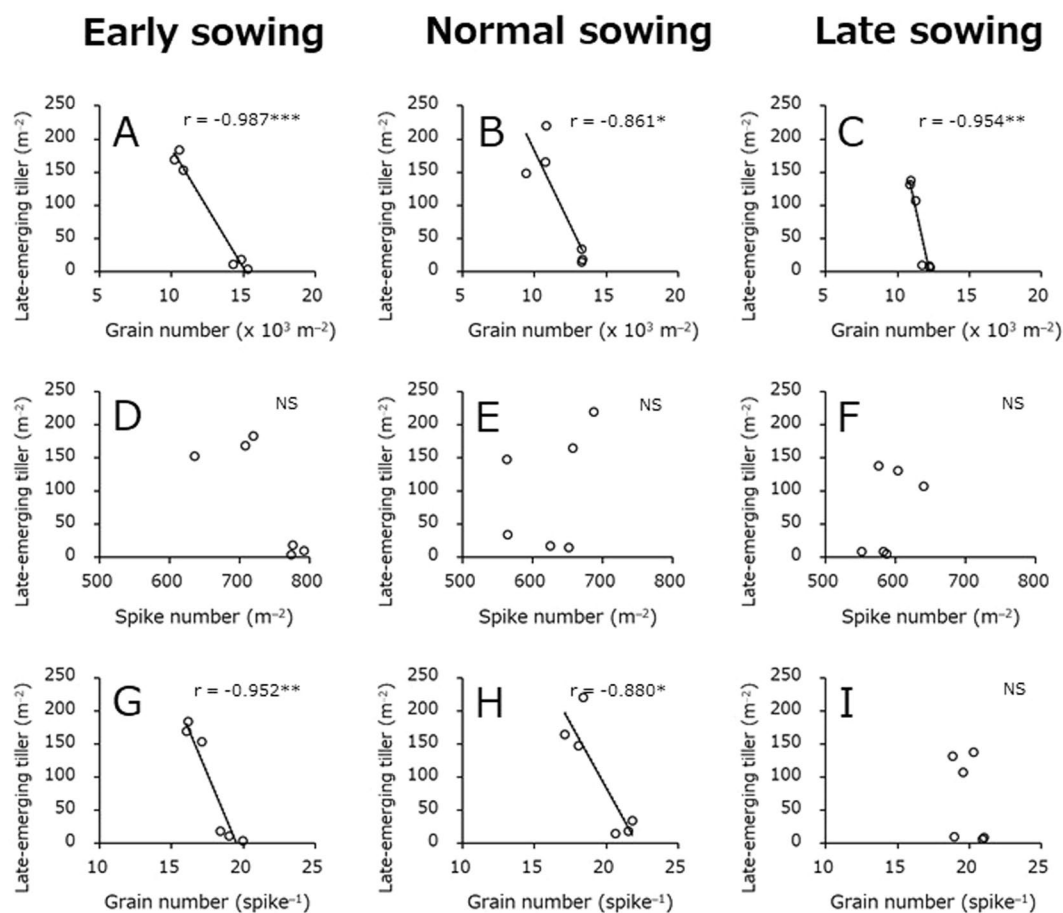 Early sowing Normal sowing Late sowing
A
r = -0.987***
Late-emerging tiller (m⁻²)
250
200
150
100
50
0
5 10 15 20
Grain number (x 10³ m⁻²)
B
r = -0.861*
Late-emerging tiller (m⁻²)
250
200
150
100
50
0
5 10 15 20
Grain number (x 10³ m⁻²)
C
r = -0.954**
Late-emerging tiller (m⁻²)
250
200
150
100
50
0
5 10 15 20
Grain number (x 10³ m⁻²)
D
NS
Late-emerging tiller (m⁻²)
250
200
150
100
50
0
500 600 700 800
Spike number (m⁻²)
E
NS
Late-emerging tiller (m⁻²)
250
200
150
100
50
0
500 600 700 800
Spike number (m⁻²)
F
NS
Late-emerging tiller (m⁻²)
250
200
150
100
50
0
500 600 700 800
Spike number (m⁻²)
G
r = -0.952**
Late-emerging tiller (m⁻²)
250
200
150
100
50
0
10 15 20 25
Grain number (spike⁻¹)
H
r = -0.880*
Late-emerging tiller (m⁻²)
250
200
150
100
50
0
10 15 20 25
Grain number (spike⁻¹)
I
NS
Late-emerging tiller (m⁻²)
250
200
150
100
50
0
10 15 20 25
Grain number (spike⁻¹)